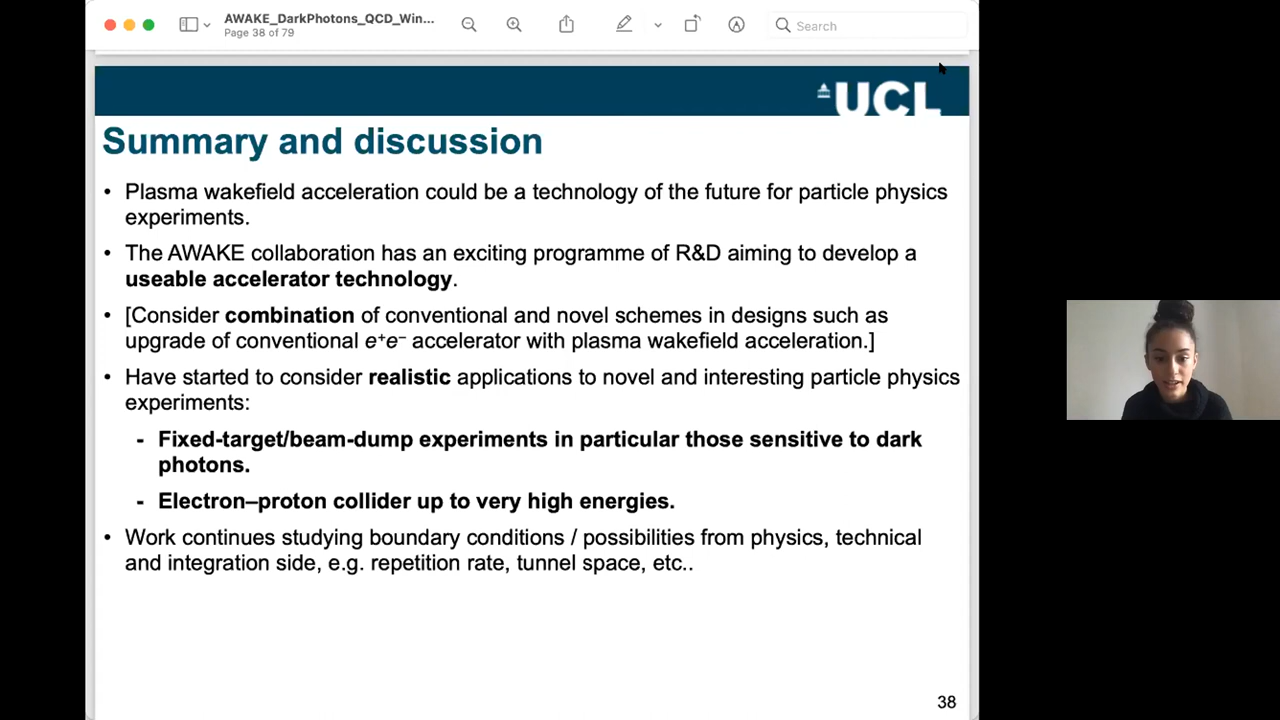 AWAKE_DarkPhotons_QCD_Win...
Page 38 of 79
Search
UCL
Summary and discussion
• Plasma wakefield acceleration could be a technology of the future for particle physics
experiments.
• The AWAKE collaboration has an exciting programme of R&D aiming to develop a
useable accelerator technology.
• [Consider combination of conventional and novel schemes in designs such as
upgrade of conventional e⁺e⁻ accelerator with plasma wakefield acceleration.]
• Have started to consider realistic applications to novel and interesting particle physics
experiments:
- Fixed-target/beam-dump experiments in particular those sensitive to dark
photons.
- Electron–proton collider up to very high energies.
• Work continues studying boundary conditions / possibilities from physics, technical
and integration side, e.g. repetition rate, tunnel space, etc..
38